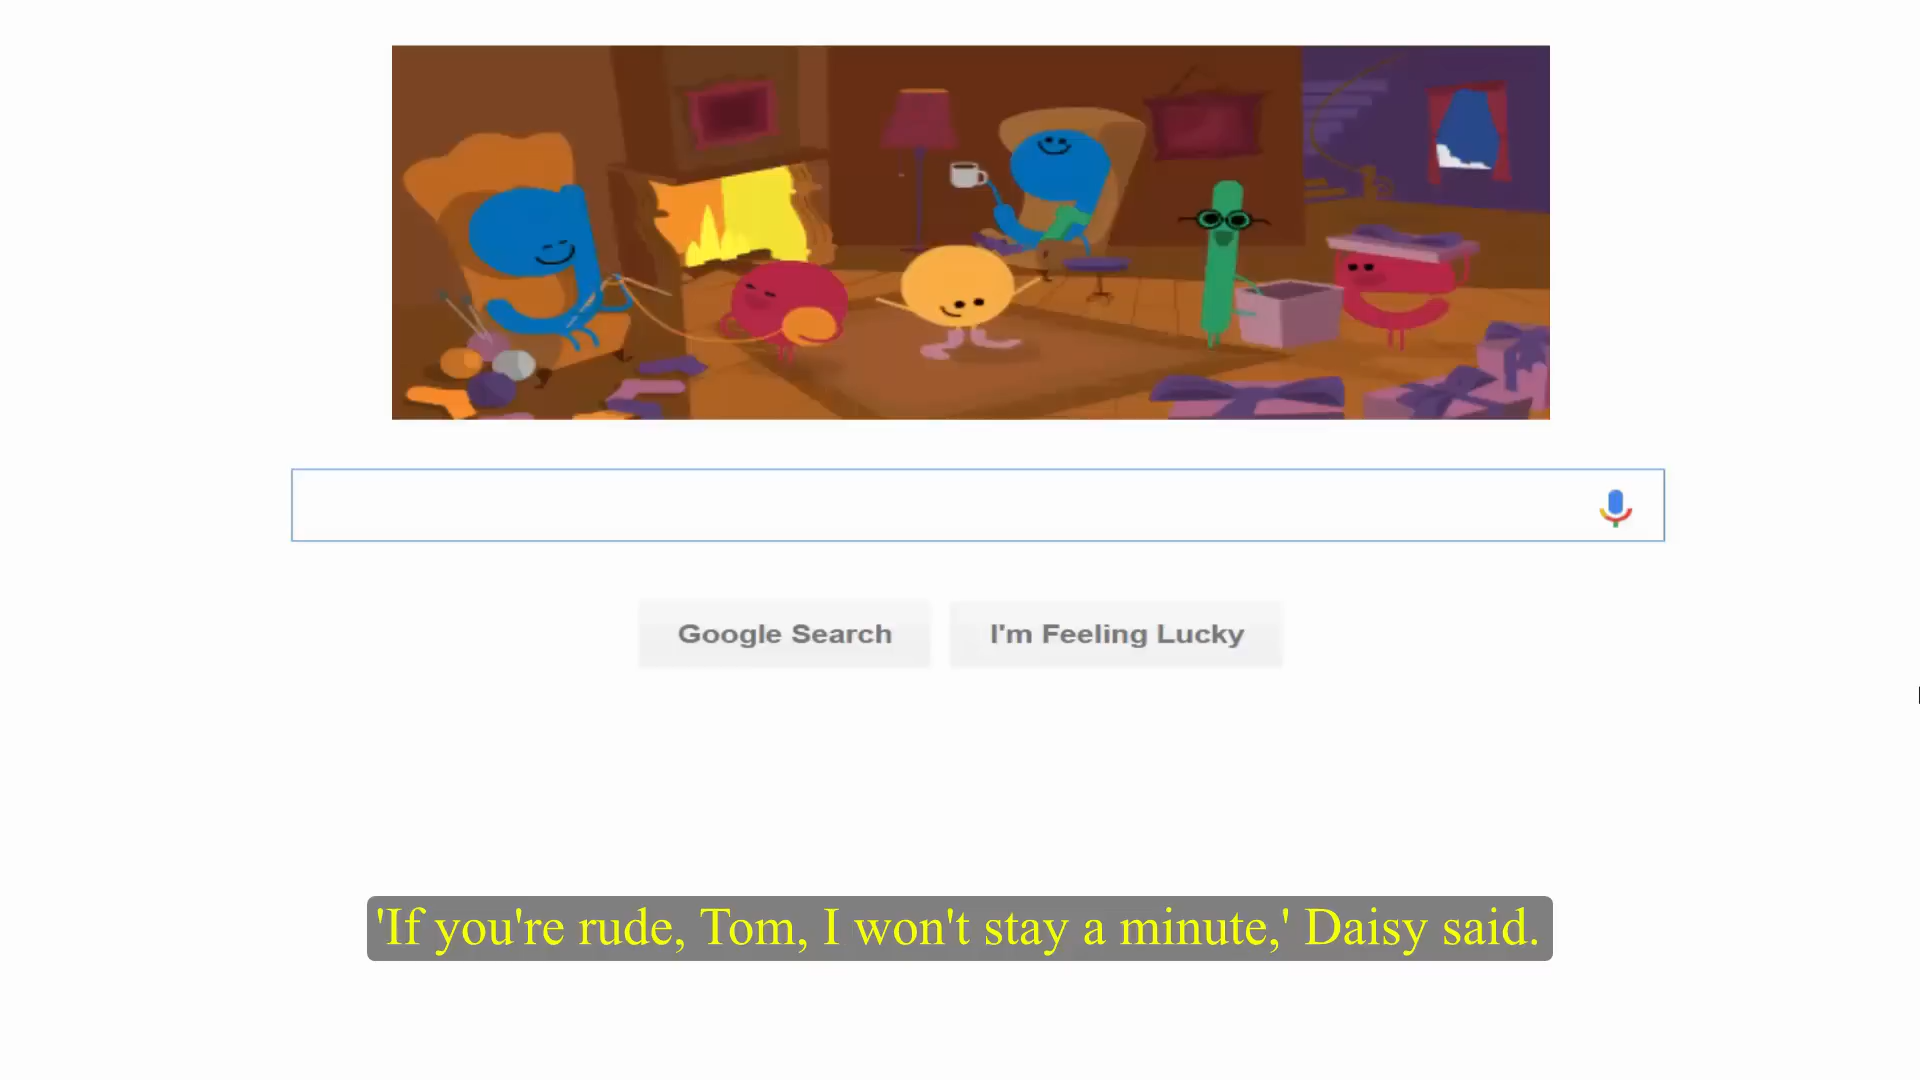 Google Search
I'm Feeling Lucky
'If you're rude, Tom, I won't stay a minute,' Daisy said.